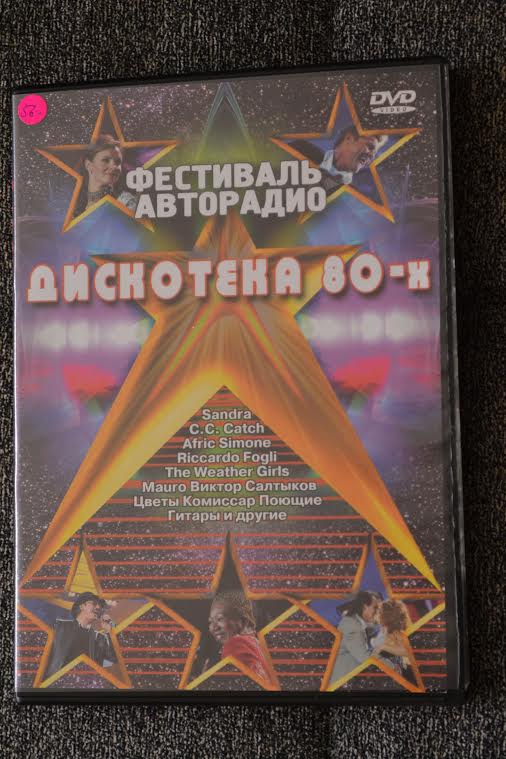 56-
DVD
VIDEO
ФЕСТИВАЛЬ
АВТОРАДИО
ДИСКОТЕКА 80-х
Sandra
C.C. Catch
Afric Simone
Riccardo Fogli
The Weather Girls
Mauro Виктор Салтыков
Цветы Комиссар Поющие
Гитары и другие